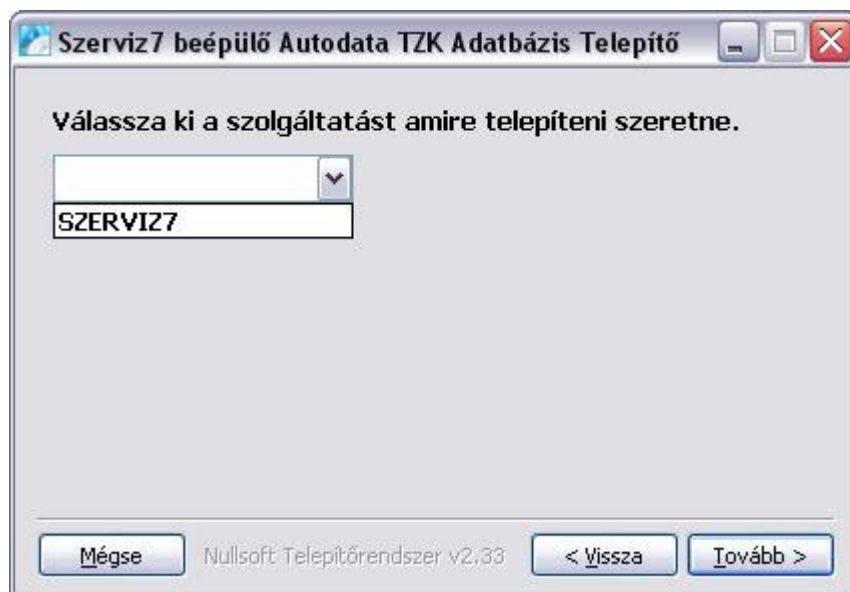 Szerviz7 beépülő Autodata TZK Adatbázis Telepítő
Válassza ki a szolgáltatást amire telepíteni szeretne.
SZERVIZ7
Mégse
Nullsoft Telepítőrendszer v2.33
< Vissza
Tovább >